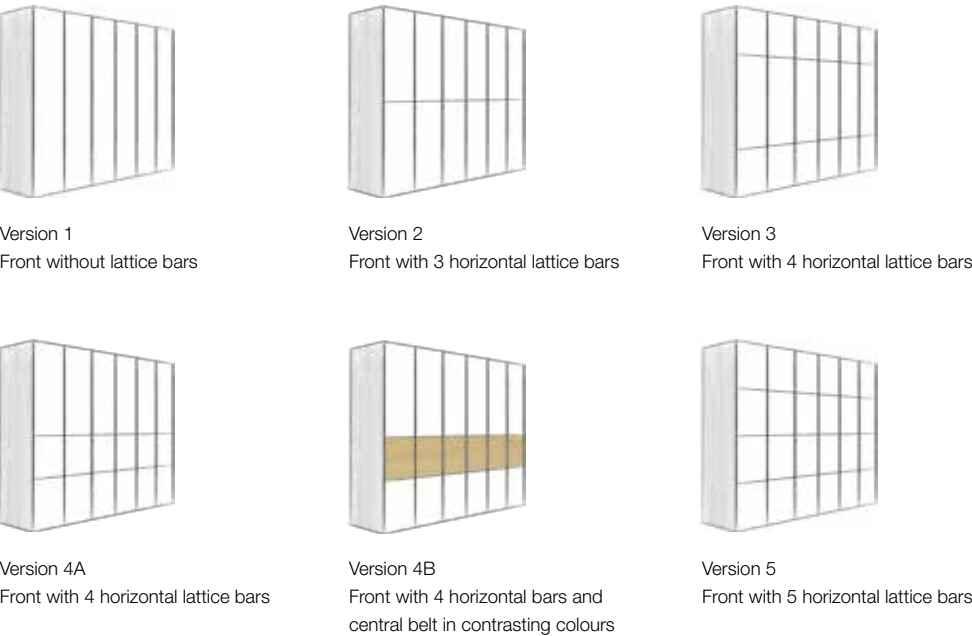 Version 1
Front without lattice bars
Version 2
Front with 3 horizontal lattice bars
Version 3
Front with 4 horizontal lattice bars
Version 4A
Front with 4 horizontal lattice bars
Version 4B
Front with 4 horizontal bars and
central belt in contrasting colours
Version 5
Front with 5 horizontal lattice bars